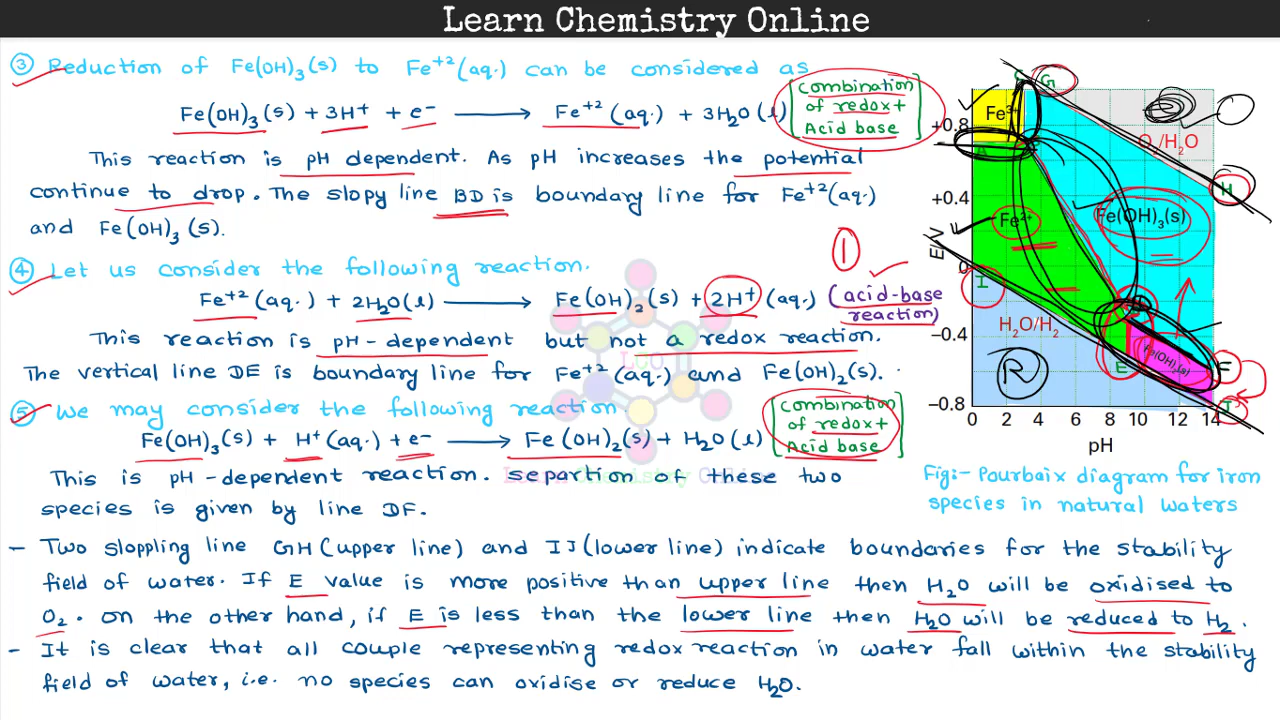 Learn Chemistry Online
③ Reduction of Fe(OH)₃(s) to Fe⁺²(aq.) can be considered as
Fe(OH)₃(s) + 3H⁺ + e⁻ ⟶ Fe⁺²(aq.) + 3H₂O(l)
[Combination
of redox +
Acid base]
This reaction is pH dependent. As pH increases the potential
continue to drop. The slopy line BD is boundary line for Fe⁺²(aq.)
and Fe(OH)₃(s).
④ Let us consider the following reaction.
Fe⁺²(aq.) + 2H₂O(l) ⟶ Fe(OH)₂(s) + 2H⁺(aq.) (acid-base
reaction)
①
This reaction is pH-dependent but not a redox reaction.
The vertical line DE is boundary line for Fe⁺²(aq.) and Fe(OH)₂(s).
⑤ We may consider the following reaction.
Fe(OH)₃(s) + H⁺(aq.) + e⁻ ⟶ Fe(OH)₂(s) + H₂O(l)
[Combination
of redox +
Acid base]
This is pH-dependent reaction. separtion of these two
species is given by line DF.
- Two sloppling line GH(upper line) and IJ(lower line) indicate boundaries for the stability
field of water. If E value is more positive than upper line then H₂O will be oxidised to
O₂. on the other hand, if E is less than the lower line then H₂O will be reduced to H₂.
- It is clear that all couple representing redox reaction in water fall within the stability
field of water, i.e. no species can oxidise or reduce H₂O.
LCO
Learn Chemistry Online
C G
Fe³⁺
+0.8
O₂/H₂O
A
H
+0.4
Fe²⁺
Fe(OH)₃(s)
E/V
0
I
H₂O/H₂
−0.4
Fe(OH)₂(s)
R
E
F
−0.8
J
0 2 4 6 8 10 12 14
pH
Fig:- Pourbaix diagram for iron
species in natural waters